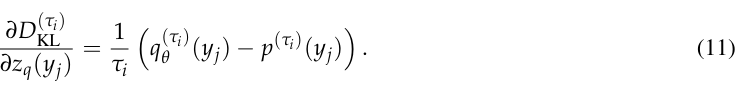 ∂D_KL^(τ_i) / ∂z_q(y_j) = 1/τ_i ( q_θ^(τ_i)(y_j) − p^(τ_i)(y_j) ). (11)